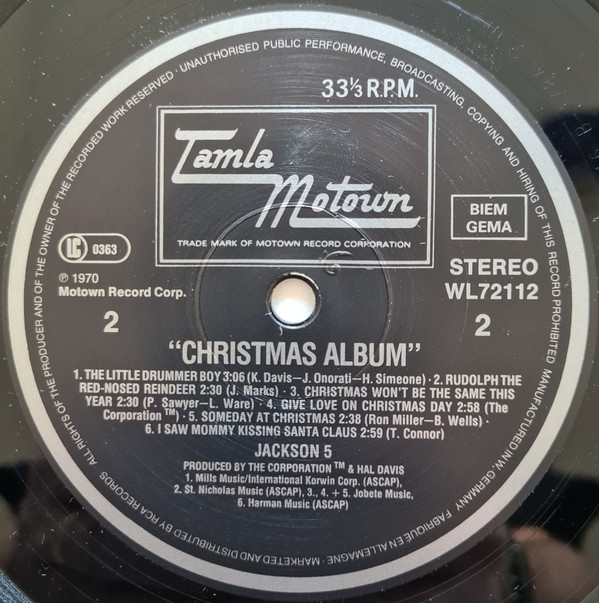 ALL RIGHTS OF THE PRODUCER AND OF THE OWNER OF THE RECORDED WORK RESERVED · UNAUTHORISED PUBLIC PERFORMANCE, BROADCASTING, COPYING AND HIRING OF THIS RECORD PROHIBITED MANUFACTURED IN W. GERMANY FABRIQUE EN ALLEMAGNE · MARKETED AND DISTRIBUTED BY RCA RECORDS
33⅓ R.P.M.
Tamla
Motown
TRADE MARK OF MOTOWN RECORD CORPORATION
BIEM
GEMA
LC 0363
STEREO
WL72112
℗ 1970
Motown Record Corp.
2
2
"CHRISTMAS ALBUM"
1. THE LITTLE DRUMMER BOY 3:06 (K. Davis–J. Onorati–H. Simeone) · 2. RUDOLPH THE
RED-NOSED REINDEER 2:30 (J. Marks) · 3. CHRISTMAS WON'T BE THE SAME THIS
YEAR 2:30 (P. Sawyer–L. Ware) · 4. GIVE LOVE ON CHRISTMAS DAY 2:58 (The
Corporation™) · 5. SOMEDAY AT CHRISTMAS 2:38 (Ron Miller–B. Wells) ·
6. I SAW MOMMY KISSING SANTA CLAUS 2:59 (T. Connor)
JACKSON 5
PRODUCED BY THE CORPORATION™ & HAL DAVIS
1. Mills Music/International Korwin Corp. (ASCAP),
2. St. Nicholas Music (ASCAP), 3., 4. + 5. Jobete Music,
6. Harman Music (ASCAP)